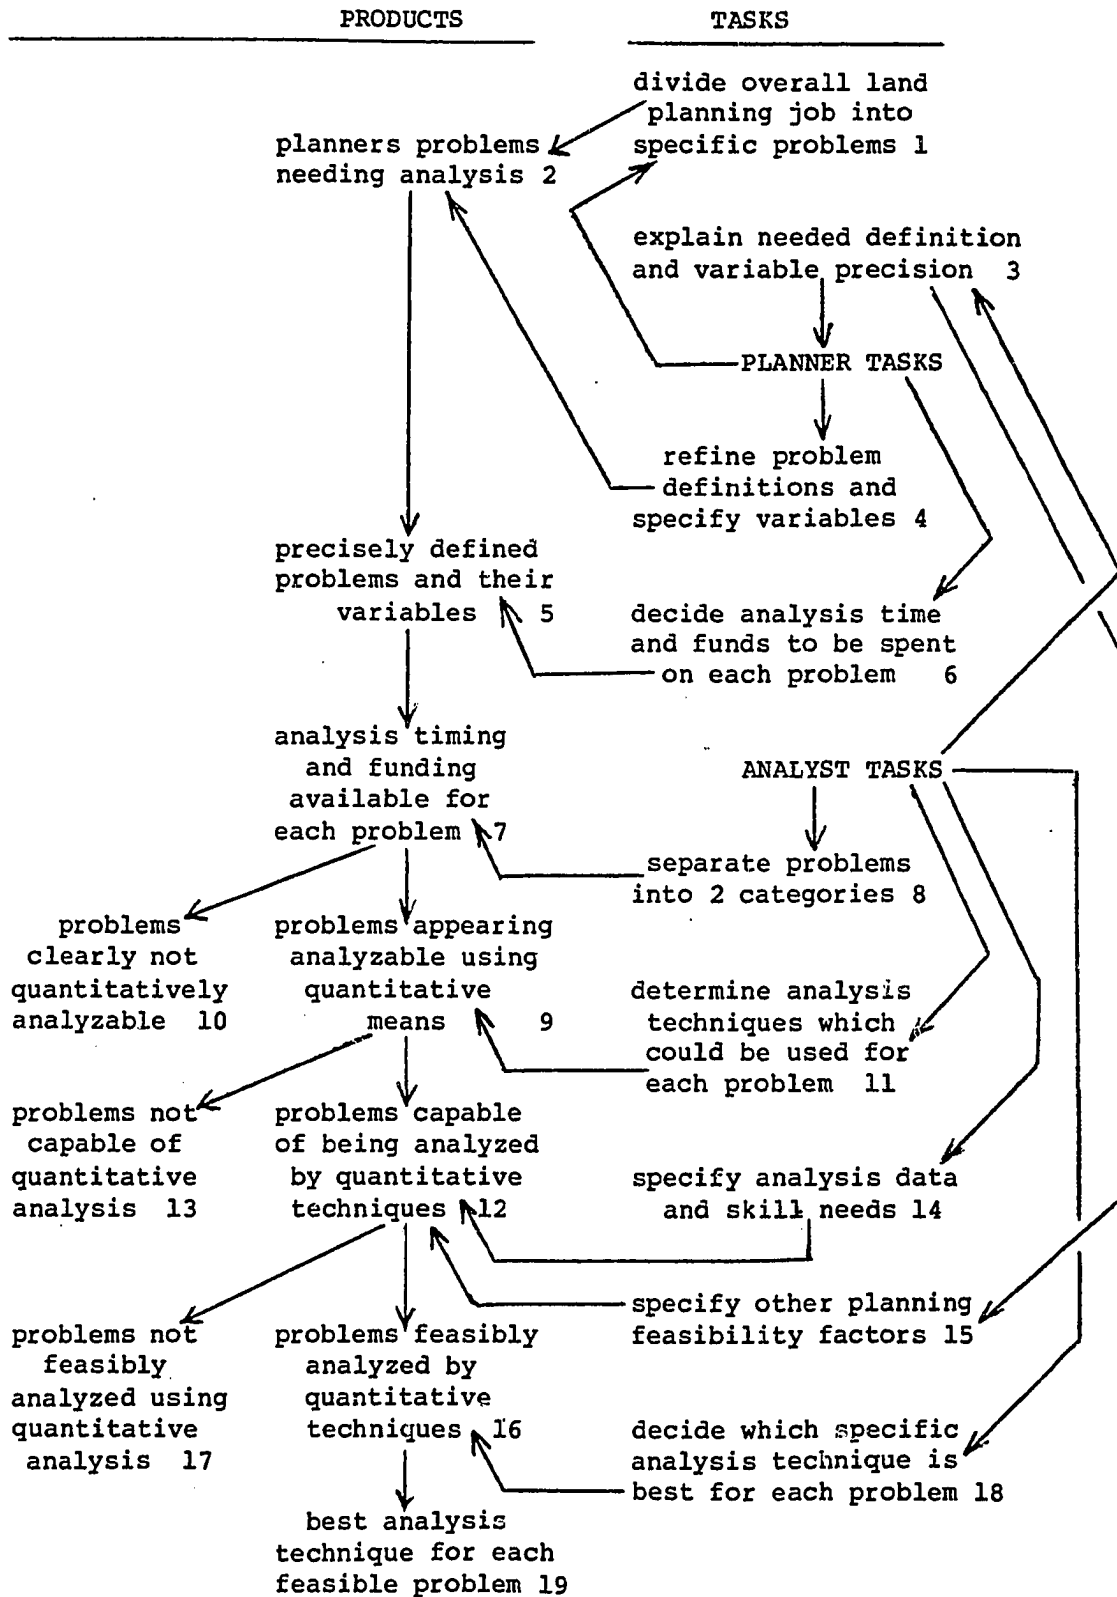 PRODUCTS
TASKS
divide overall land
planning job into
specific problems 1
planners problems
needing analysis 2
explain needed definition
and variable precision 3
PLANNER TASKS
refine problem
definitions and
specify variables 4
precisely defined
problems and their
variables 5
decide analysis time
and funds to be spent
on each problem 6
analysis timing
and funding
available for
each problem 7
ANALYST TASKS
separate problems
into 2 categories 8
problems
clearly not
quantitatively
analyzable 10
problems appearing
analyzable using
quantitative
means 9
determine analysis
techniques which
could be used for
each problem 11
problems not
capable of
quantitative
analysis 13
problems capable
of being analyzed
by quantitative
techniques 12
specify analysis data
and skill needs 14
specify other planning
feasibility factors 15
problems not
feasibly
analyzed using
quantitative
analysis 17
problems feasibly
analyzed by
quantitative
techniques 16
decide which specific
analysis technique is
best for each problem 18
best analysis
technique for each
feasible problem 19